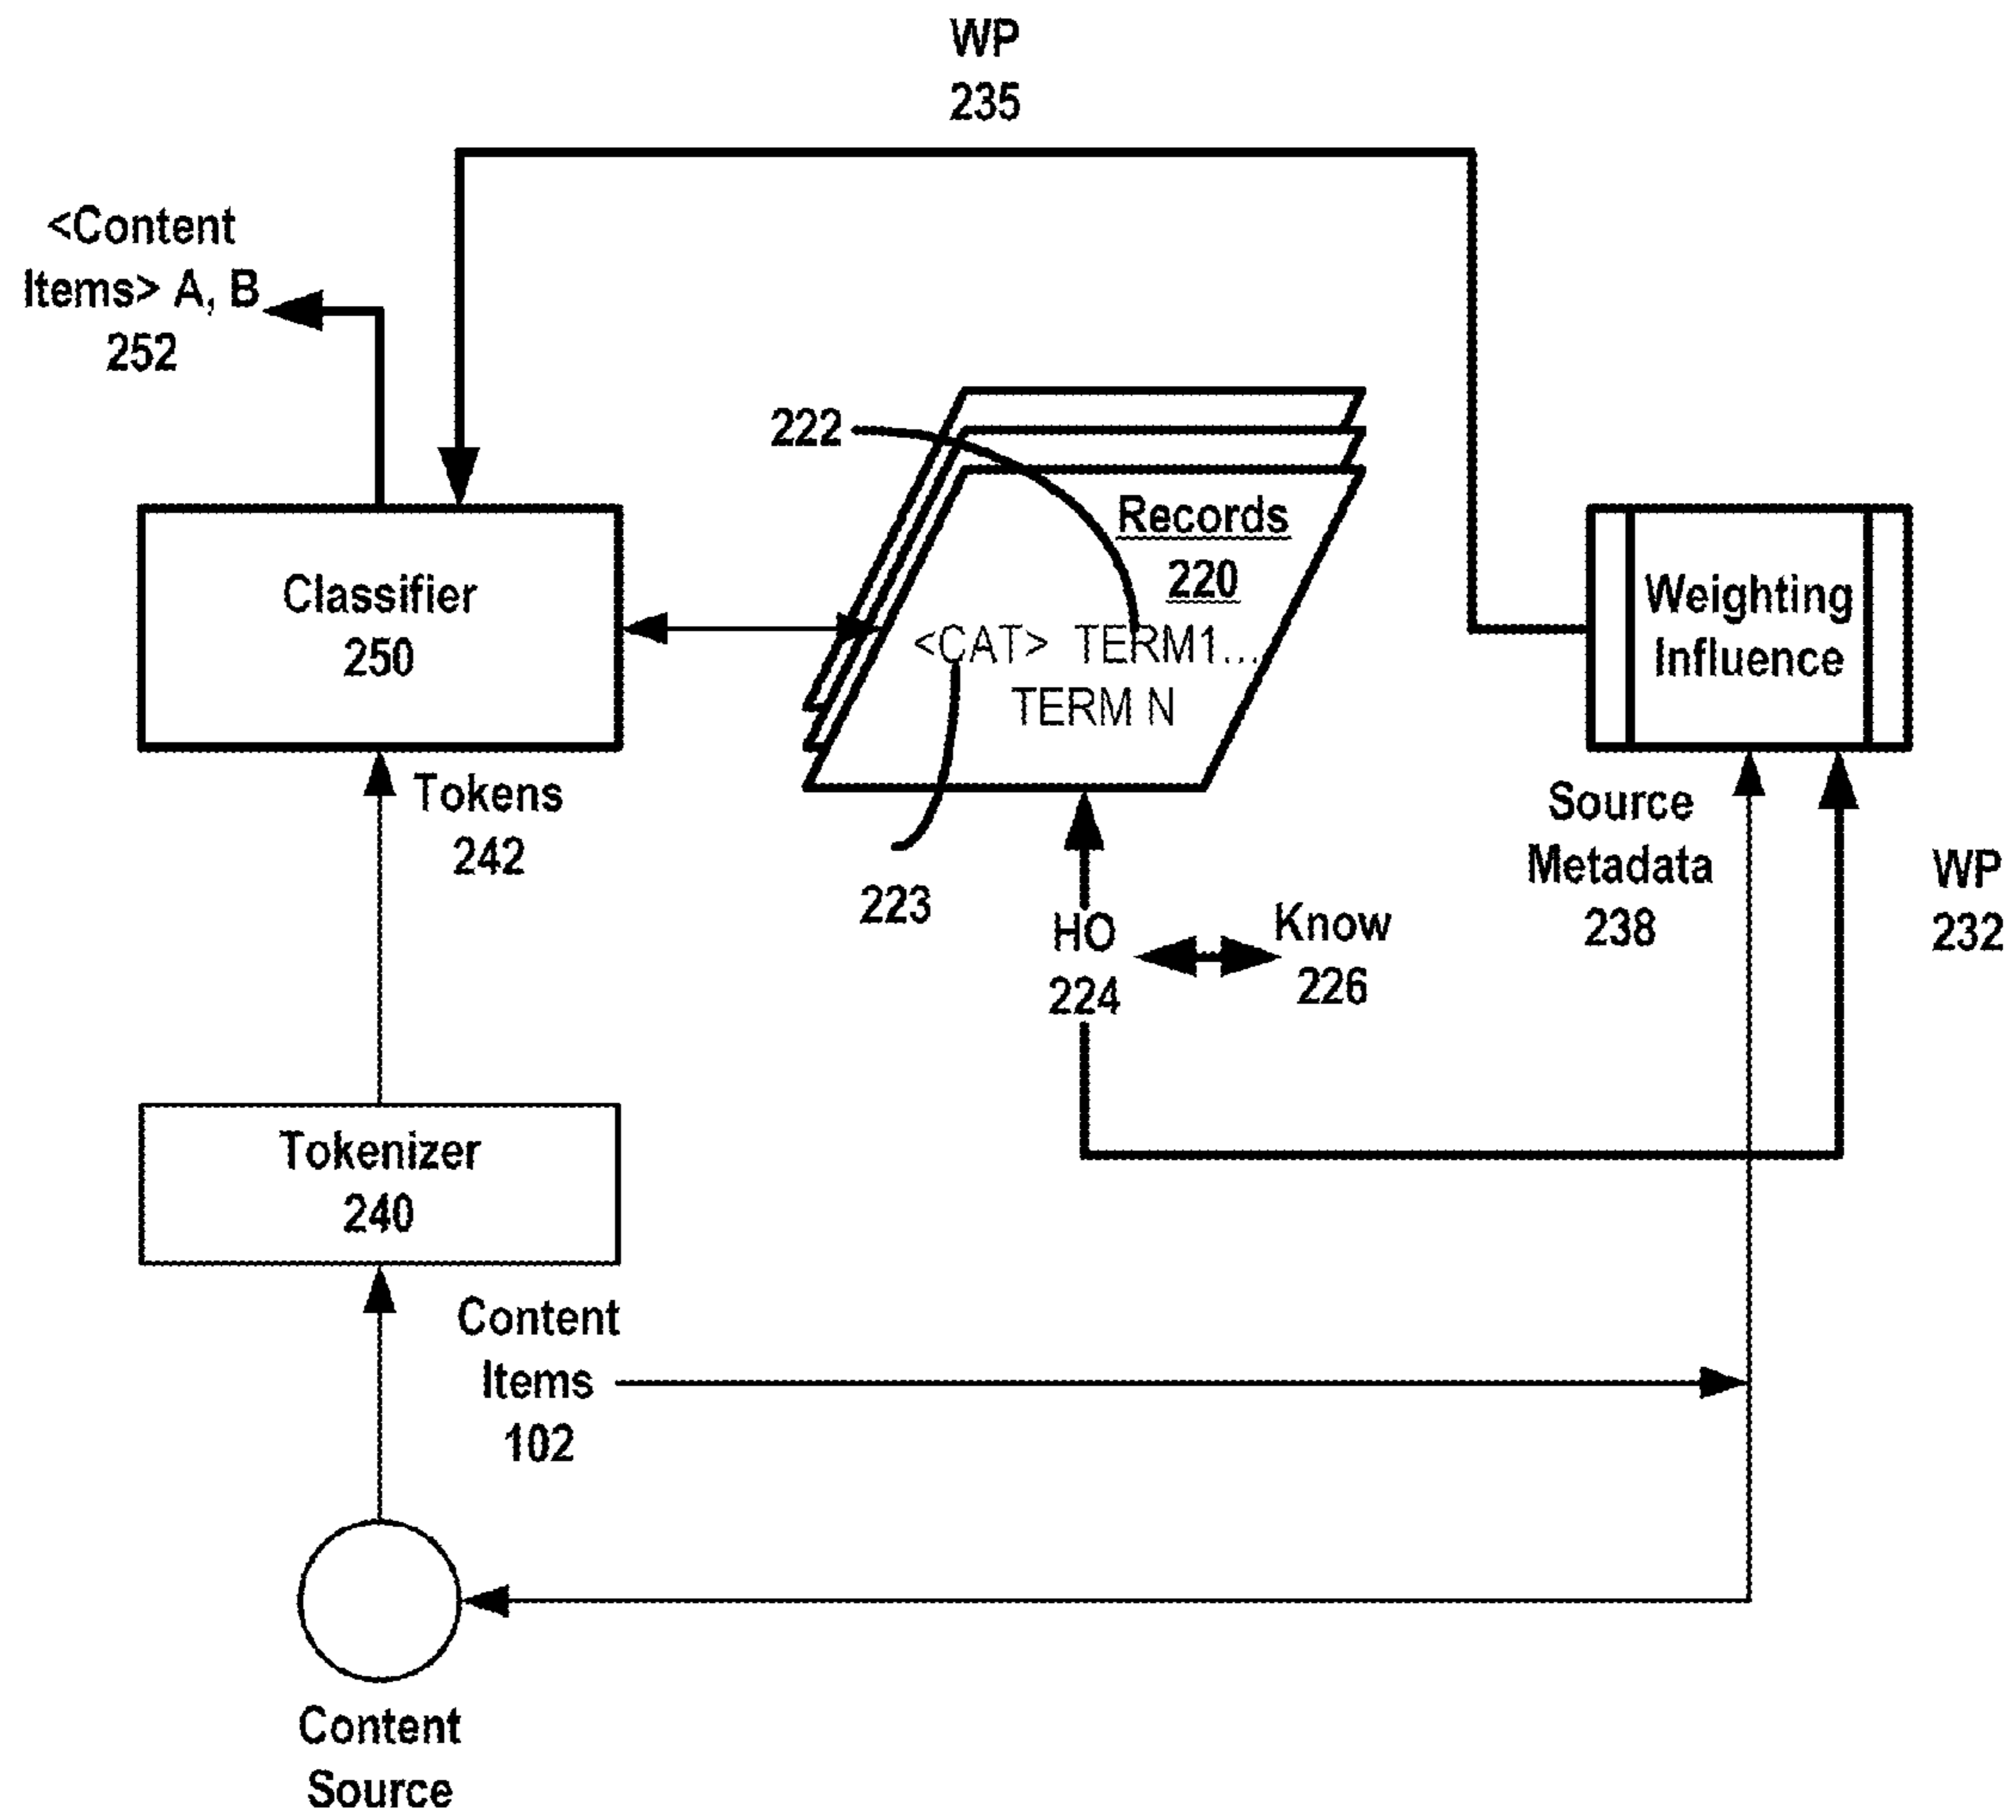 WP
235
<Content
Items> A, B
252
222
Records
220
<CAT> TERM1...
TERM N
Classifier
250
Weighting
Influence
Tokens
242
223
HO
224
Know
226
Source
Metadata
238
WP
232
Tokenizer
240
Content
Items
102
Content
Source